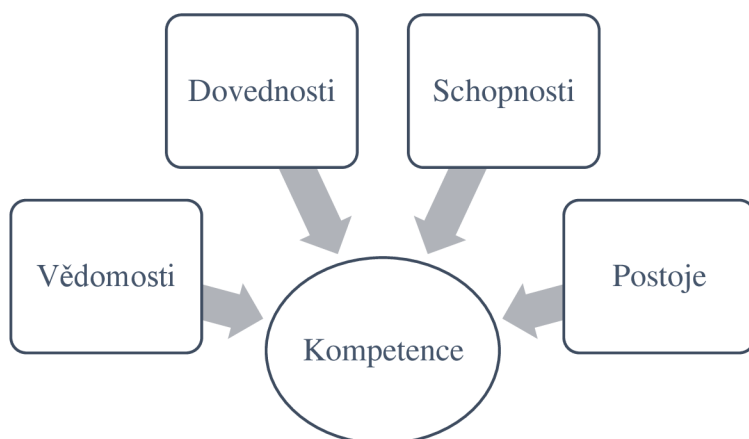 Dovednosti
Schopnosti
Vědomosti
Postoje
Kompetence